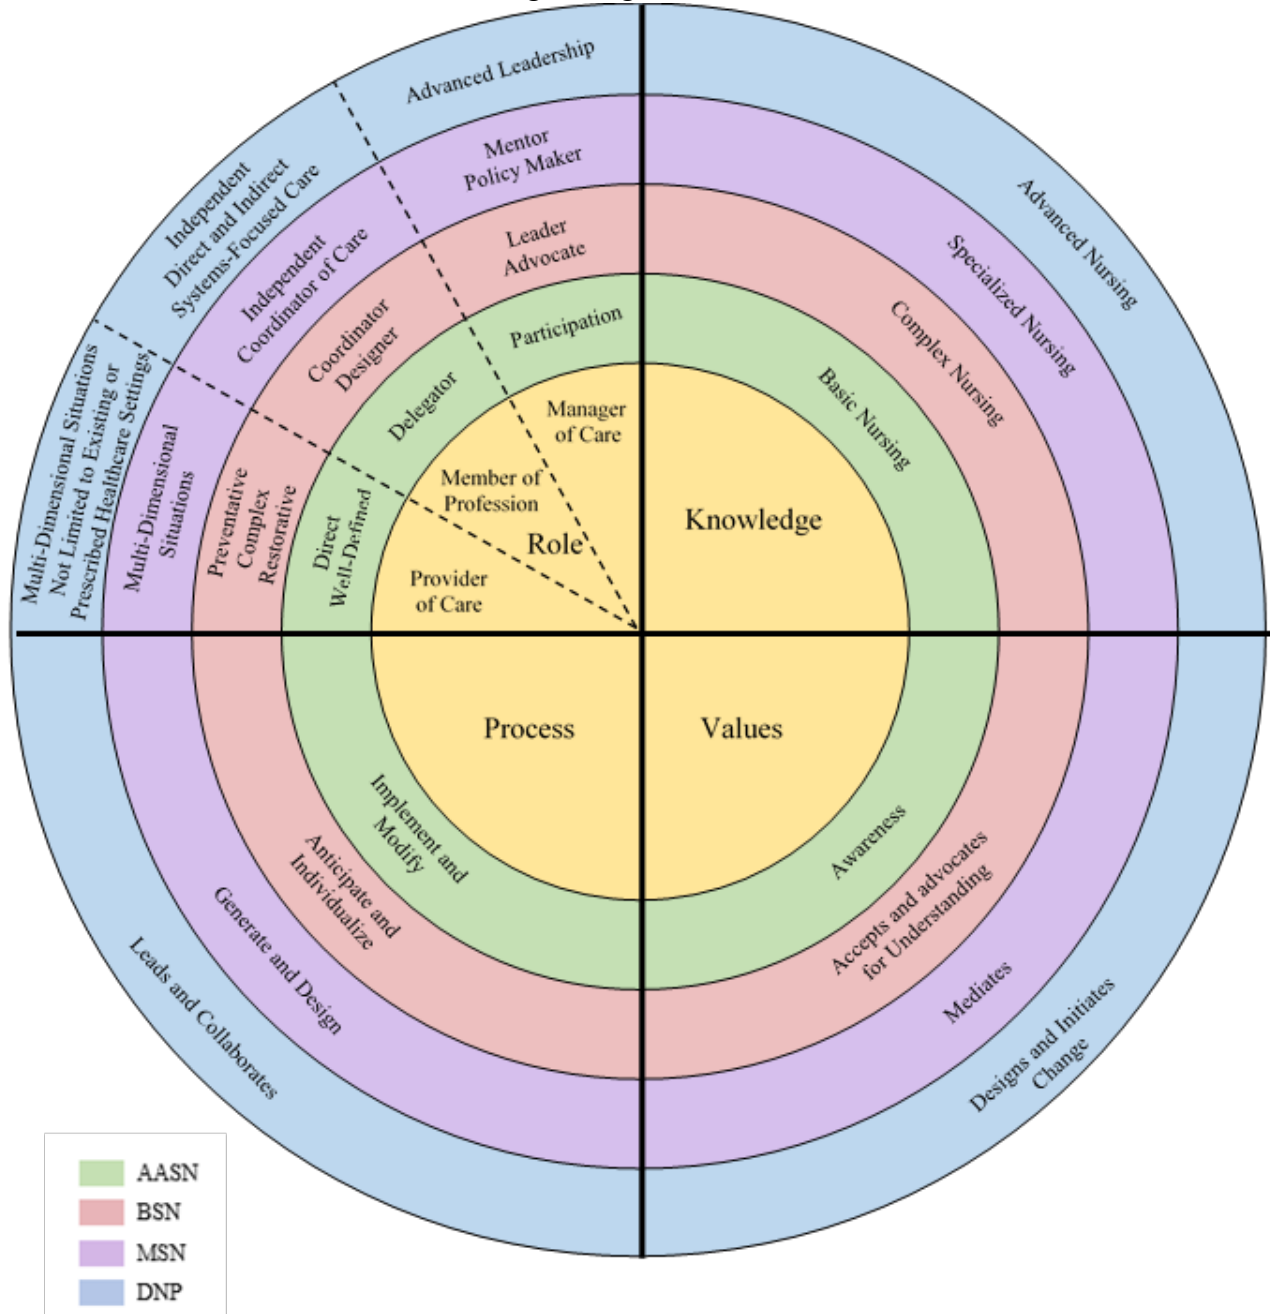 Advanced Leadership
Mentor
Policy Maker
Leader
Advocate
Participation
Manager
of Care
Independent
Direct and Indirect
Systems-Focused Care
Independent
Coordinator of Care
Coordinator
Designer
Delegator
Member of
Profession
Role
Multi-Dimensional Situations
Not Limited to Existing or
Prescribed Healthcare Settings
Multi-Dimensional
Situations
Preventative
Complex
Restorative
Direct
Well-Defined
Provider
of Care
Advanced Nursing
Specialized Nursing
Complex Nursing
Basic Nursing
Knowledge
Process
Implement and
Modify
Anticipate and
Individualize
Generate and Design
Leads and Collaborates
Values
Awareness
Accepts and advocates
for Understanding
Mediates
Designs and Initiates
Change
AASN
BSN
MSN
DNP